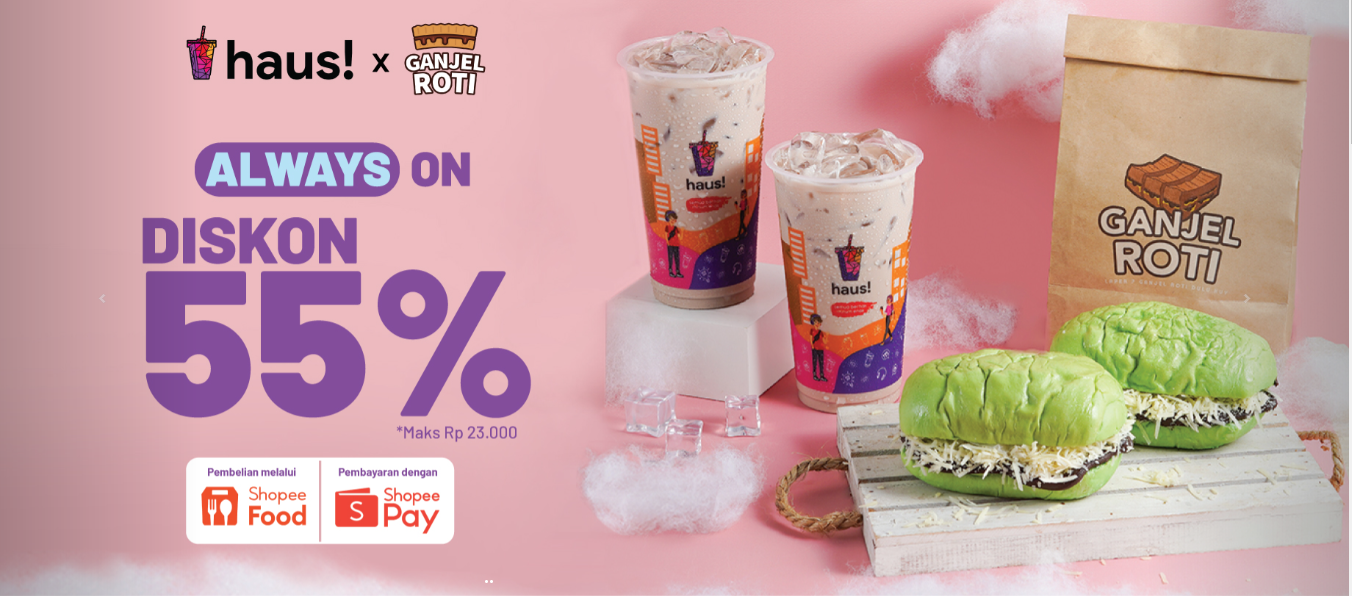 haus! x GANJEL ROTI
ALWAYS ON
DISKON
55%
*Maks Rp 23.000
Pembelian melalui
Shopee Food
Pembayaran dengan
S
Shopee Pay
haus!
haus!
GANJEL
ROTI